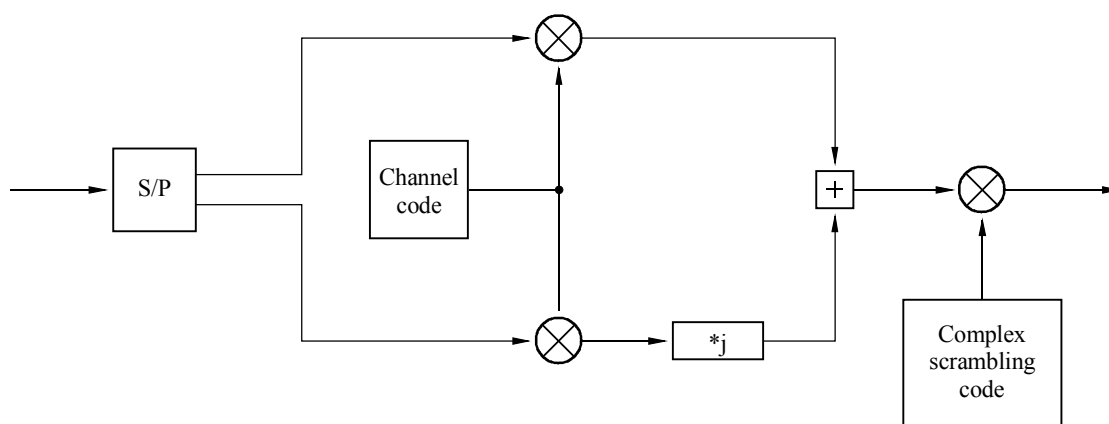 S/P
Channel
code
+
*j
Complex
scrambling
code